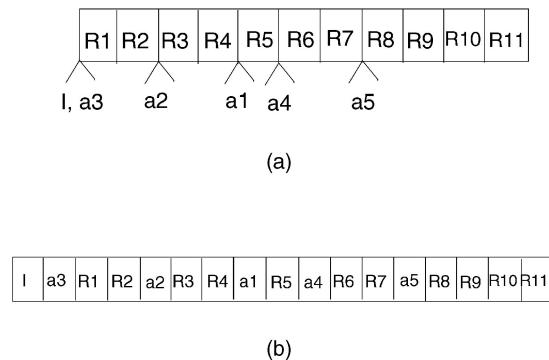 R1 R2 R3 R4 R5 R6 R7 R8 R9 R10 R11
I, a3 a2 a1 a4 a5
(a)
I a3 R1 R2 a2 R3 R4 a1 R5 a4 R6 R7 a5 R8 R9 R10 R11
(b)